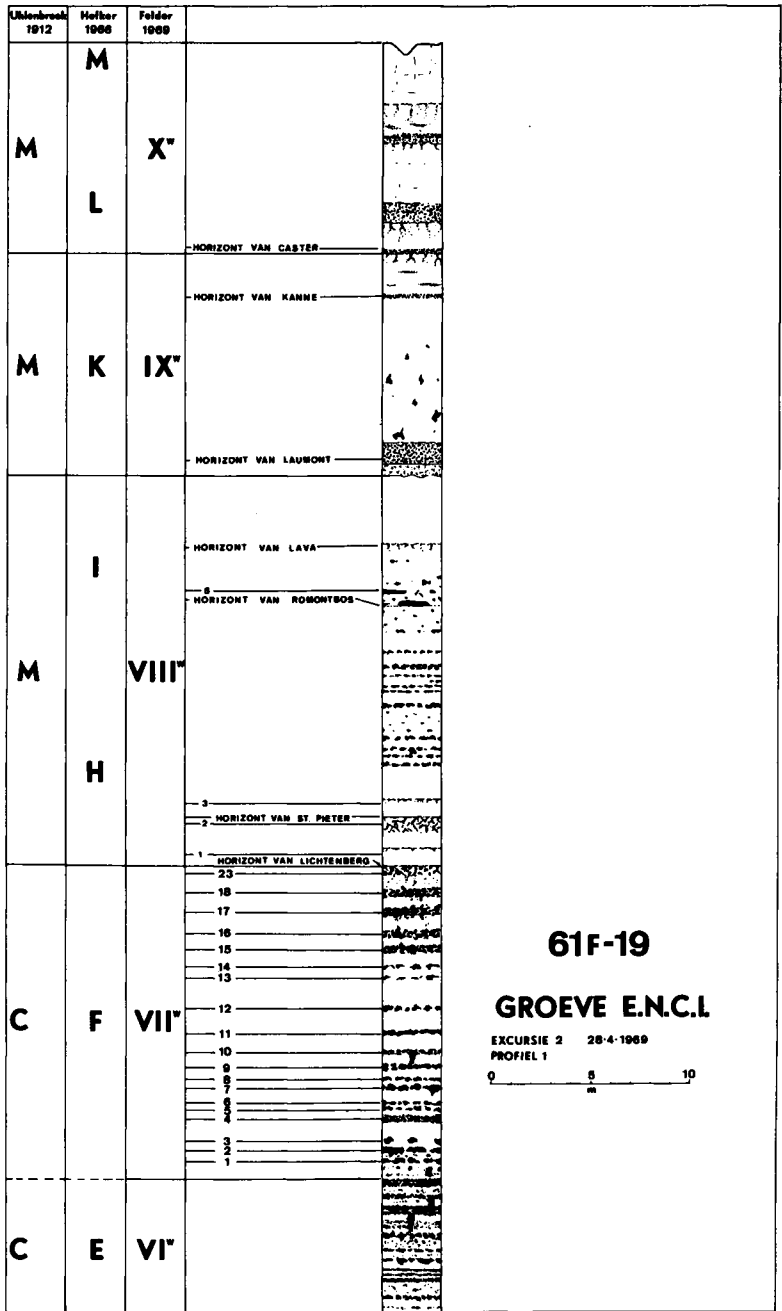 Uhlenbroek Hofker Felder
1912 1966 1969
M
M X"
L
HORIZONT VAN CASTER
HORIZONT VAN KANNE
M K IX"
HORIZONT VAN LAUMONT
HORIZONT VAN LAVA
I
HORIZONT VAN ROMONTBOS
M VIII"
H
3
HORIZONT VAN ST. PIETER
2
1
HORIZONT VAN LICHTENBERG
23
18
17
16
15
14
13
12
C F VII"
11
10
9
8
7
6
5
4
3
2
1
C E VI"
61F-19
GROEVE E.N.C.I.
EXCURSIE 2 28-4-1969
PROFIEL 1
0 5 10
m